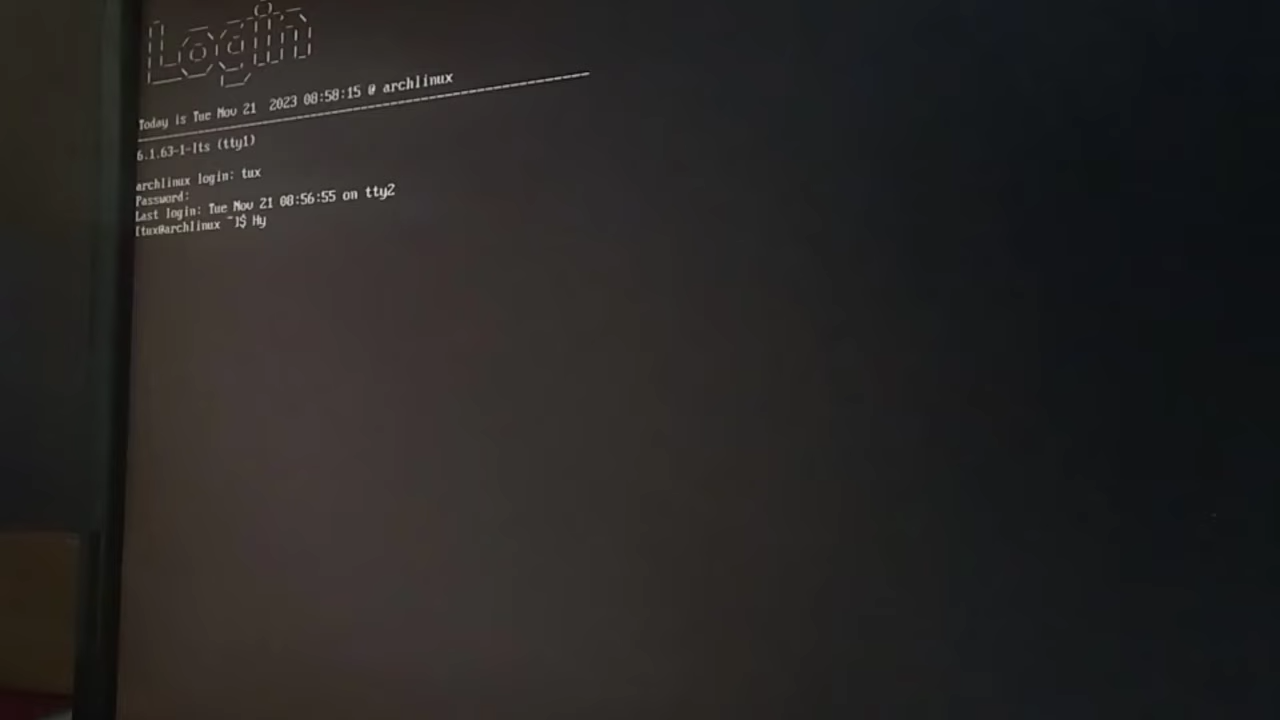 Login
Today is Tue Nov 21  2023 08:58:15 @ archlinux
6.1.63-1-lts (tty1)
archlinux login: tux
Password:
Last login: Tue Nov 21 08:56:55 on tty2
[tux@archlinux ~]$ Hy